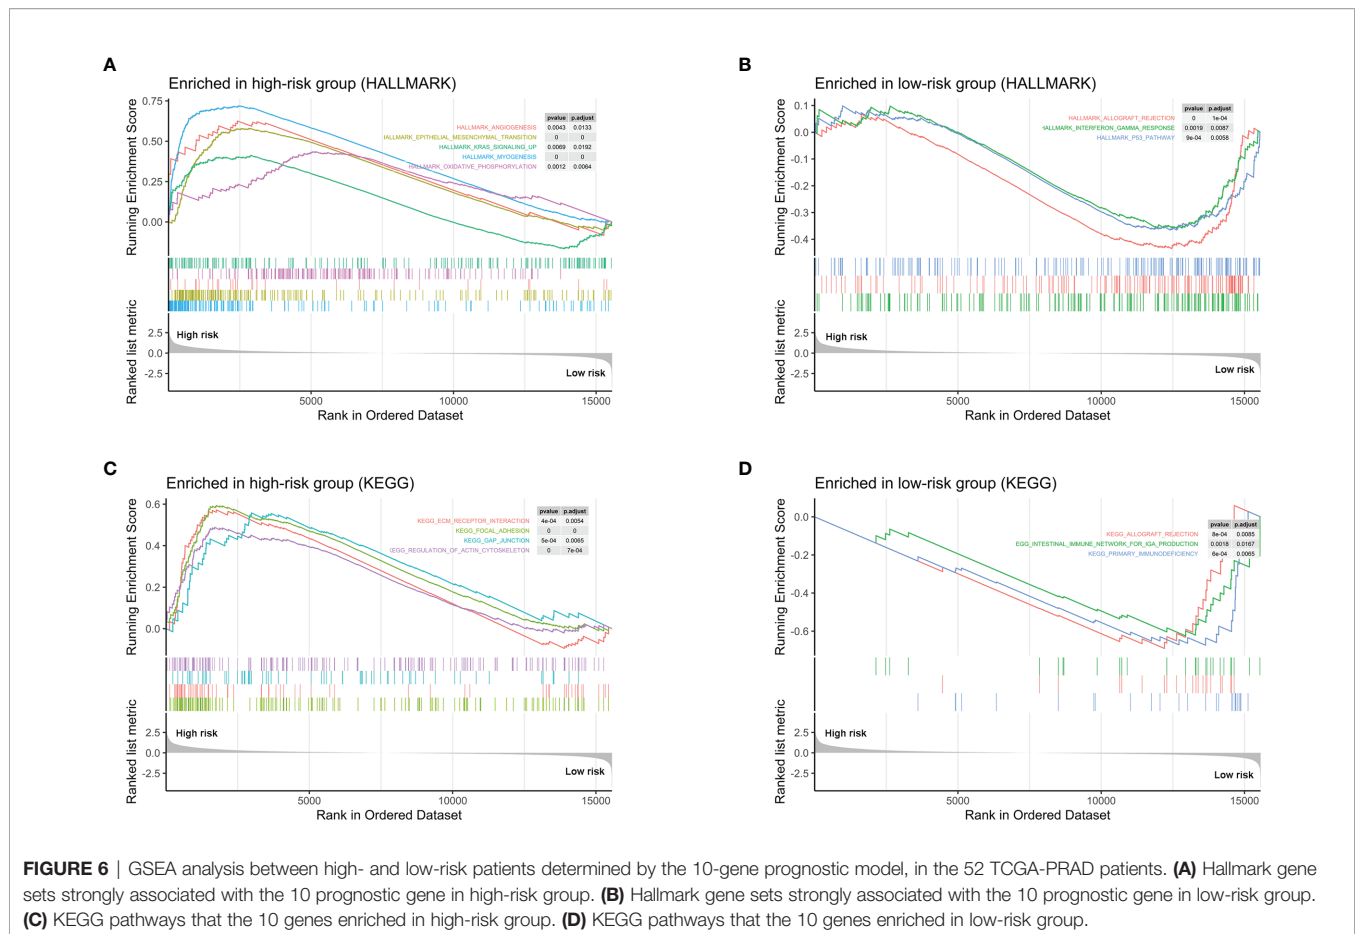 A
Enriched in high-risk group (HALLMARK)
Running Enrichment Score
0.75
0.50
0.25
0.00
pvalue p.adjust
HALLMARK_ANGIOGENESIS 0.0043 0.0133
HALLMARK_EPITHELIAL_MESENCHYMAL_TRANSITION 0 0
HALLMARK_KRAS_SIGNALING_UP 0.0069 0.0192
HALLMARK_MYOGENESIS 0 0
HALLMARK_OXIDATIVE_PHOSPHORYLATION 0.0012 0.0064
Ranked list metric
2.5
0.0
-2.5
High risk
Low risk
5000 10000 15000
Rank in Ordered Dataset
B
Enriched in low-risk group (HALLMARK)
Running Enrichment Score
0.1
0.0
-0.1
-0.2
-0.3
-0.4
pvalue p.adjust
HALLMARK_ALLOGRAFT_REJECTION 0 1e-04
HALLMARK_INTERFERON_GAMMA_RESPONSE 0.0019 0.0087
HALLMARK_P53_PATHWAY 9e-04 0.0058
Ranked list metric
2.5
0.0
-2.5
High risk
Low risk
5000 10000 15000
Rank in Ordered Dataset
C
Enriched in high-risk group (KEGG)
Running Enrichment Score
0.6
0.4
0.2
0.0
pvalue p.adjust
KEGG_ECM_RECEPTOR_INTERACTION 4e-04 0.0054
KEGG_FOCAL_ADHESION 0 0
KEGG_GAP_JUNCTION 5e-04 0.0065
KEGG_REGULATION_OF_ACTIN_CYTOSKELETON 0 7e-04
Ranked list metric
2.5
0.0
-2.5
High risk
Low risk
5000 10000 15000
Rank in Ordered Dataset
D
Enriched in low-risk group (KEGG)
Running Enrichment Score
0.0
-0.2
-0.4
-0.6
pvalue p.adjust
KEGG_ALLOGRAFT_REJECTION 8e-04 0.0085
EGG_INTESTINAL_IMMUNE_NETWORK_FOR_IGA_PRODUCTION 0.0018 0.0167
KEGG_PRIMARY_IMMUNODEFICIENCY 6e-04 0.0065
Ranked list metric
2.5
0.0
-2.5
High risk
Low risk
5000 10000 15000
Rank in Ordered Dataset
FIGURE 6 | GSEA analysis between high- and low-risk patients determined by the 10-gene prognostic model, in the 52 TCGA-PRAD patients. (A) Hallmark gene
sets strongly associated with the 10 prognostic gene in high-risk group. (B) Hallmark gene sets strongly associated with the 10 prognostic gene in low-risk group.
(C) KEGG pathways that the 10 genes enriched in high-risk group. (D) KEGG pathways that the 10 genes enriched in low-risk group.